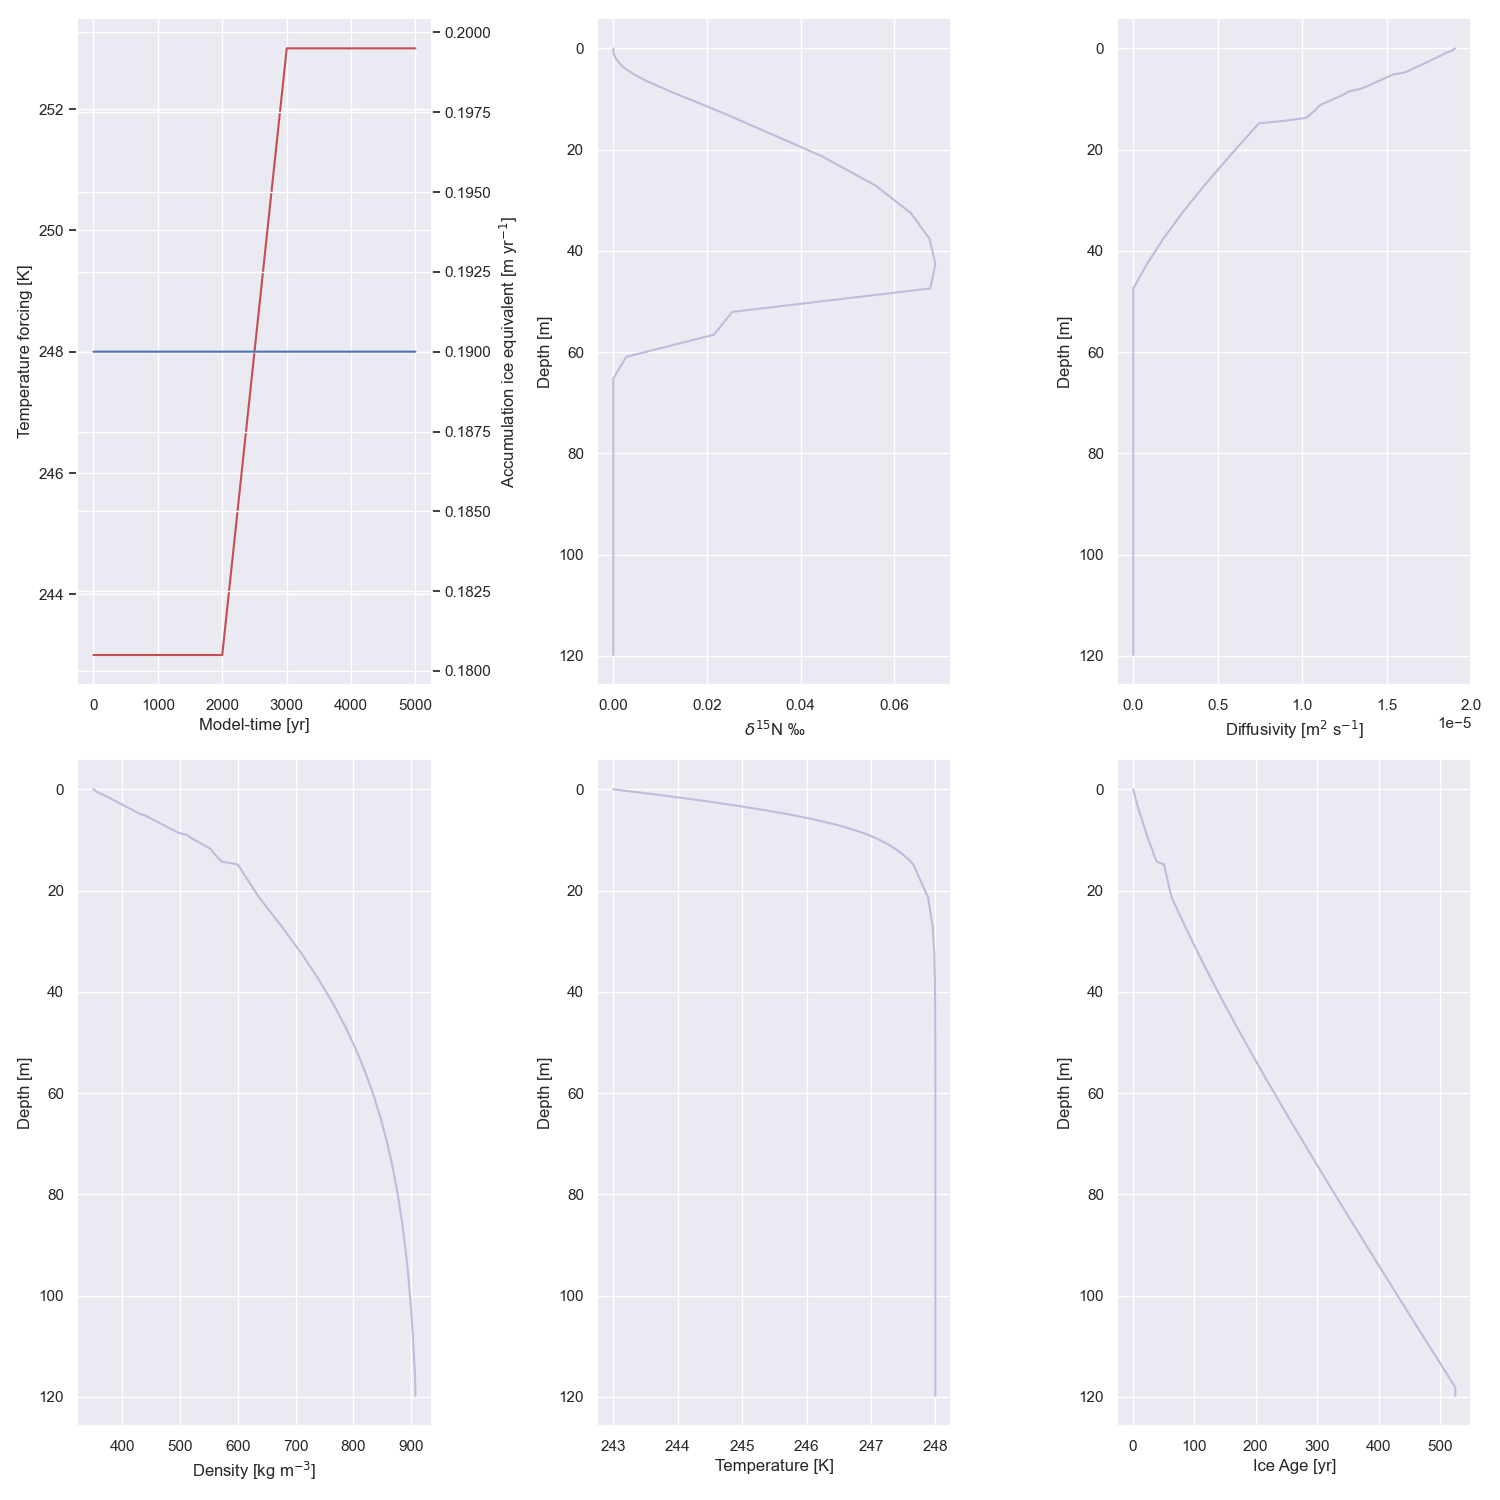 Temperature forcing [K]
252
250
248
246
244
0 1000 2000 3000 4000 5000
Model-time [yr]
0.2000
0.1975
0.1950
0.1925
0.1900
0.1875
0.1850
0.1825
0.1800
Accumulation ice equivalent [m yr⁻¹]
Depth [m]
0
20
40
60
80
100
120
0.00 0.02 0.04 0.06
δ¹⁵N ‰
Depth [m]
0
20
40
60
80
100
120
0.0 0.5 1.0 1.5 2.0
1e−5
Diffusivity [m² s⁻¹]
Depth [m]
0
20
40
60
80
100
120
400 500 600 700 800 900
Density [kg m⁻³]
Depth [m]
0
20
40
60
80
100
120
243 244 245 246 247 248
Temperature [K]
Depth [m]
0
20
40
60
80
100
120
0 100 200 300 400 500
Ice Age [yr]